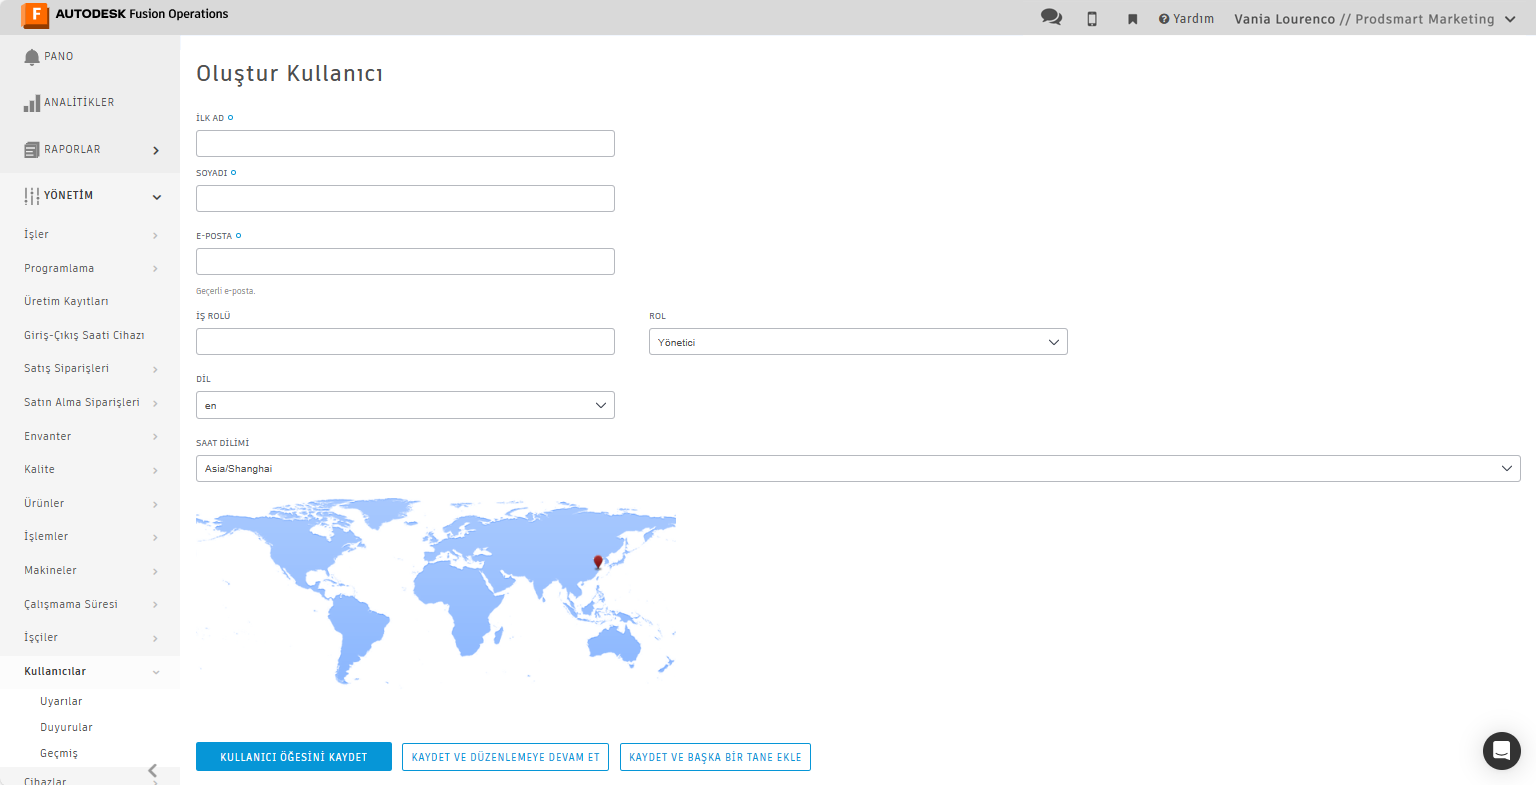 F AUTODESK Fusion Operations
Yardım
Vania Lourenco // Prodsmart Marketing
PANO
ANALİTİKLER
RAPORLAR
YÖNETİM
İşler
Programlama
Üretim Kayıtları
Giriş-Çıkış Saati Cihazı
Satış Siparişleri
Satın Alma Siparişleri
Envanter
Kalite
Ürünler
İşlemler
Makineler
Çalışmama Süresi
İşçiler
Kullanıcılar
Uyarılar
Duyurular
Geçmiş
Cihazlar
Oluştur Kullanıcı
İLK AD
SOYADI
E-POSTA
Geçerli e-posta.
İŞ ROLÜ
ROL
Yönetici
DİL
en
SAAT DİLİMİ
Asia/Shanghai
KULLANICI ÖĞESİNİ KAYDET
KAYDET VE DÜZENLEMEYE DEVAM ET
KAYDET VE BAŞKA BİR TANE EKLE